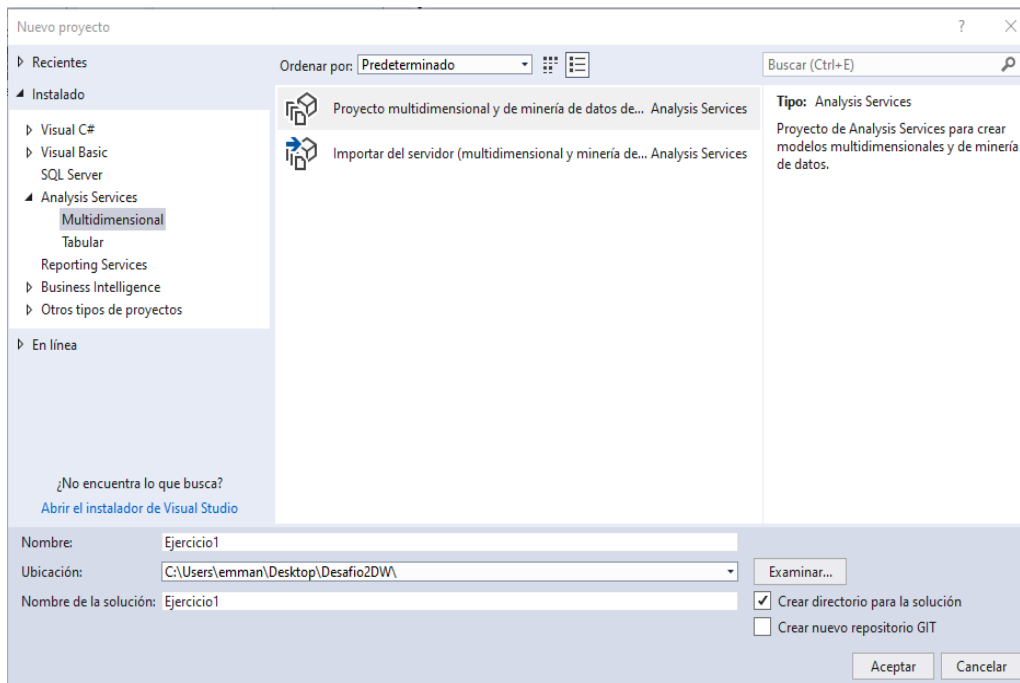 Nuevo proyecto
?
Recientes
Instalado
Visual C#
Visual Basic
SQL Server
Analysis Services
Multidimensional
Tabular
Reporting Services
Business Intelligence
Otros tipos de proyectos
En línea
¿No encuentra lo que busca?
Abrir el instalador de Visual Studio
Ordenar por: Predeterminado
Proyecto multidimensional y de minería de datos de... Analysis Services
Importar del servidor (multidimensional y minería de... Analysis Services
Buscar (Ctrl+E)
Tipo: Analysis Services
Proyecto de Analysis Services para crear
modelos multidimensionales y de minería
de datos.
Nombre: Ejercicio1
Ubicación: C:\Users\emman\Desktop\Desafio2DW\
Examinar...
Nombre de la solución: Ejercicio1
Crear directorio para la solución
Crear nuevo repositorio GIT
Aceptar
Cancelar